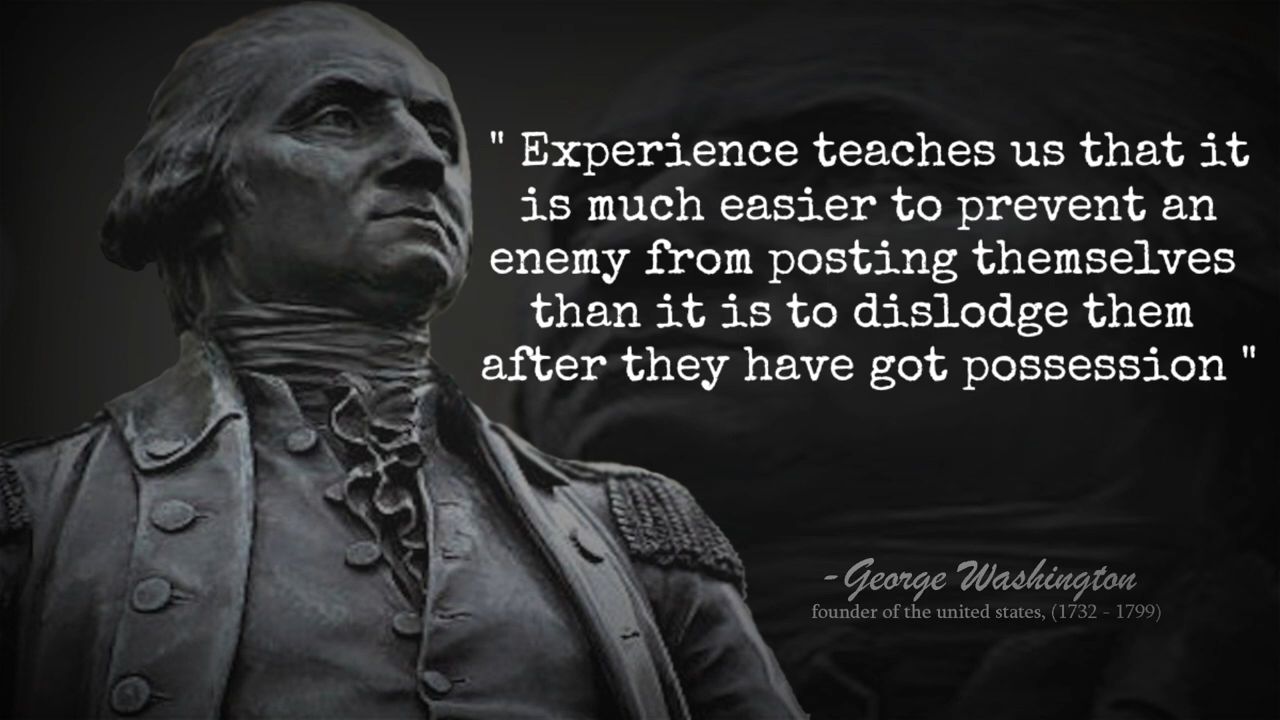 " Experience teaches us that it
is much easier to prevent an
enemy from posting themselves
than it is to dislodge them
after they have got possession "
-George Washington
founder of the united states, (1732 - 1799)